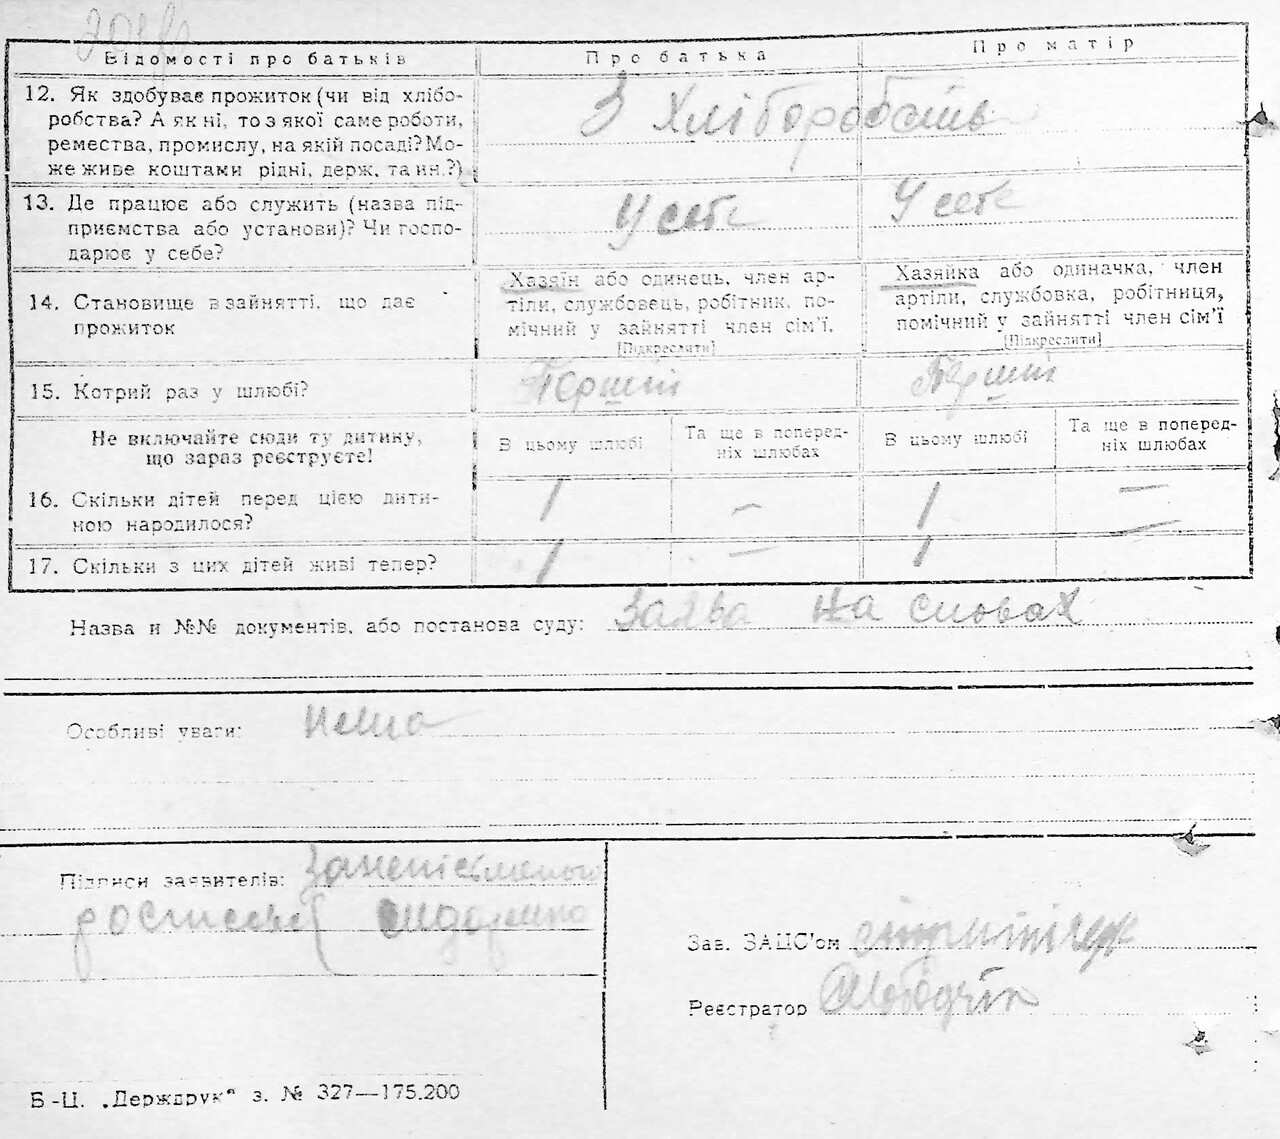 Відомості про батьків Про батька Про матір
12. Як здобуває прожиток (чи від хлібо-
робства? А як ні, то з якої саме роботи,
ремества, промислу, на якій посаді? Мо-
же живе коштами рідні, держ. та ин.?)
З хліборобств
13. Де працює або служить (назва під-
приємства або установи)? Чи госпо-
дарює у себе?
У себе У себе
14. Становище в зайнятті, що дає
прожиток
Хазяїн або одинець, член ар-
тіли, службовець, робітник, по-
мічний у зайнятті член сім'ї.
[Підкреслити]
Хазяйка або одиначка, член
артіли, службовка, робітниця,
помічний у зайнятті член сім'ї
[Підкреслити]
15. Котрий раз у шлюбі? Перший Перший
Не включайте сюди ту дитину,
що зараз реєструєте!
В цьому шлюбі
Та ще в поперед-
ніх шлюбах
В цьому шлюбі
Та ще в поперед-
ніх шлюбах
16. Скільки дітей перед цією дити-
ною народилося?
1 – 1 –
17. Скільки з цих дітей живі тепер? 1 – 1 –
Назва и №№ документів, або постанова суду: Заява на словах
Особливі уваги: Нема
Підписи заявителів:
Зав. ЗАЦС'ом
Реєстратор
Б-Ц. „Держдрук" з. № 327—175.200